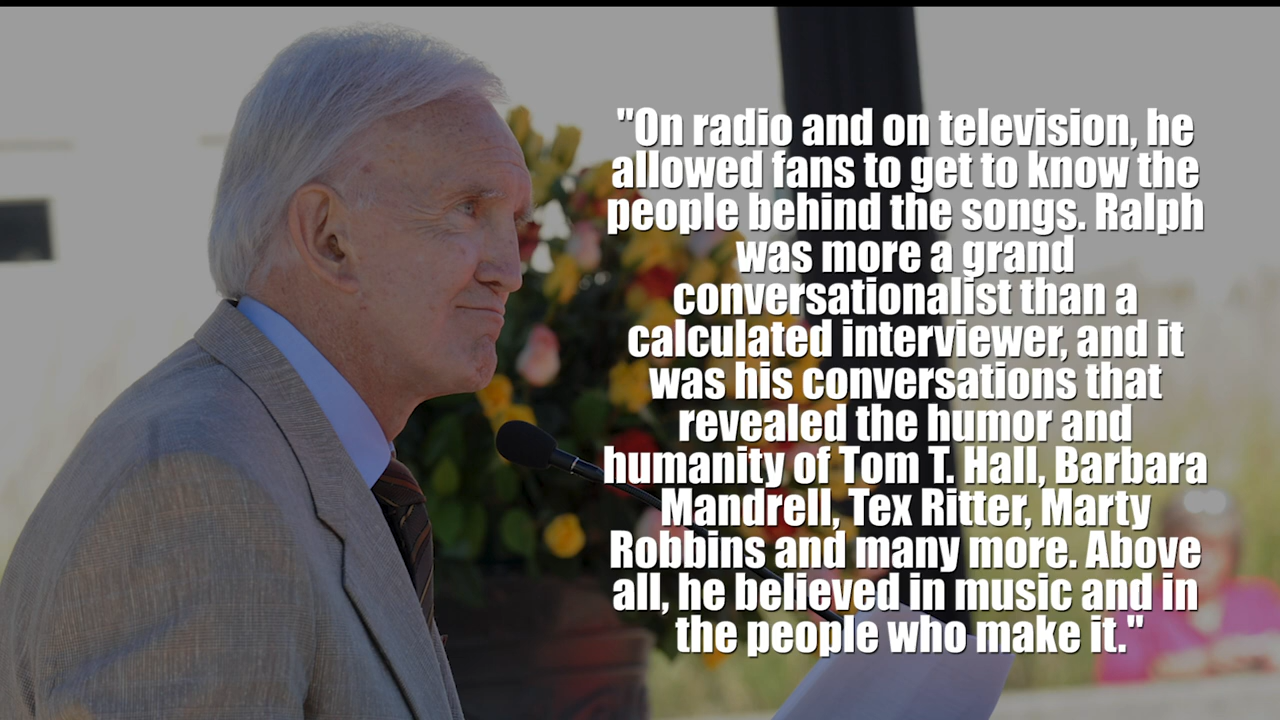 "On radio and on television, he
allowed fans to get to know the
people behind the songs. Ralph
was more a grand
conversationalist than a
calculated interviewer, and it
was his conversations that
revealed the humor and
humanity of Tom T. Hall, Barbara
Mandrell, Tex Ritter, Marty
Robbins and many more. Above
all, he believed in music and in
the people who make it."